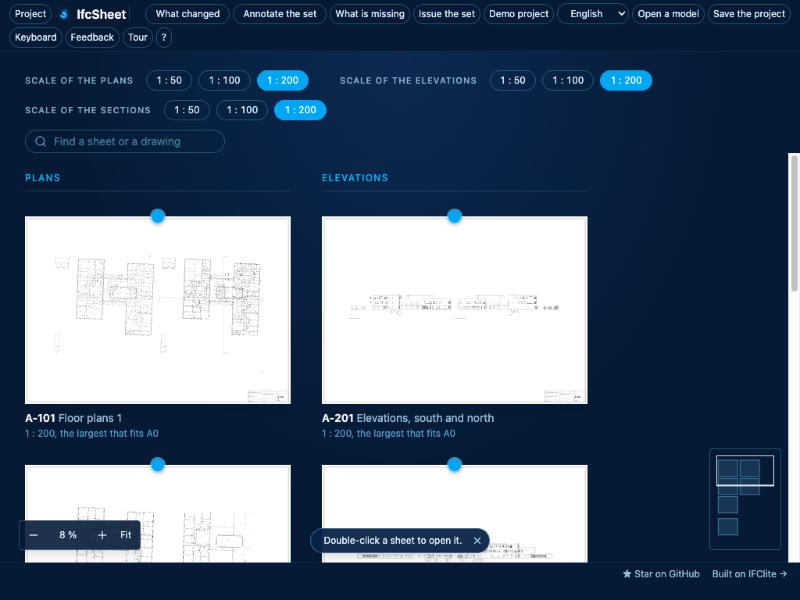 Project IfcSheet What changed Annotate the set What is missing Issue the set Demo project English Open a model Save the project
Keyboard Feedback Tour ?
SCALE OF THE PLANS 1 : 50 1 : 100 1 : 200 SCALE OF THE ELEVATIONS 1 : 50 1 : 100 1 : 200
SCALE OF THE SECTIONS 1 : 50 1 : 100 1 : 200
Find a sheet or a drawing
PLANS ELEVATIONS
A-101 Floor plans 1 A-201 Elevations, south and north
1 : 200, the largest that fits A0 1 : 200, the largest that fits A0
− 8 % + Fit Double-click a sheet to open it. ×
★ Star on GitHub Built on IFClite →